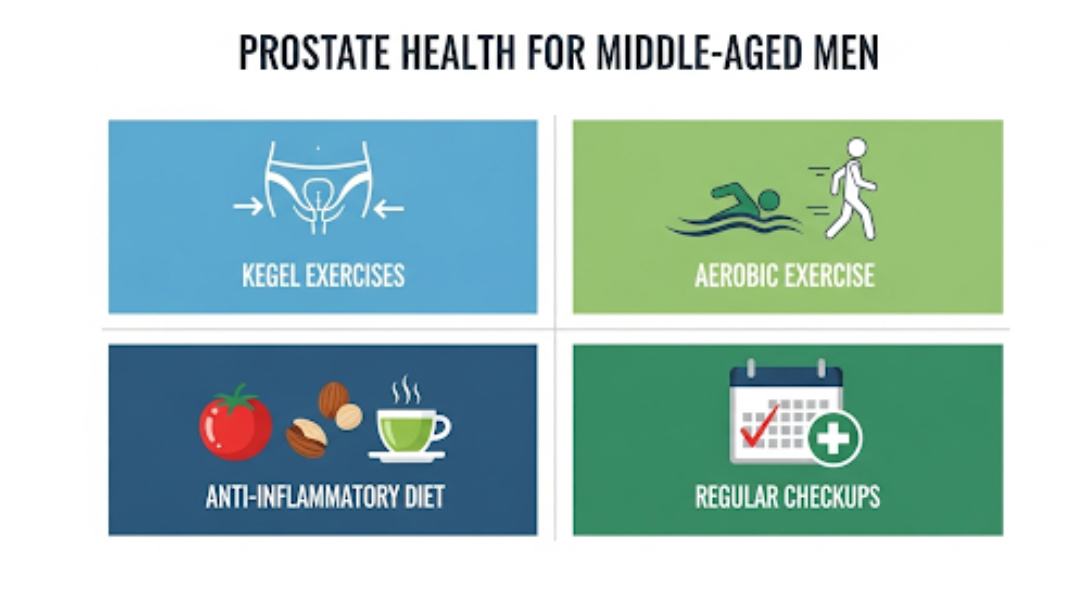 PROSTATE HEALTH FOR MIDDLE-AGED MEN
KEGEL EXERCISES
AEROBIC EXERCISE
ANTI-INFLAMMATORY DIET
REGULAR CHECKUPS